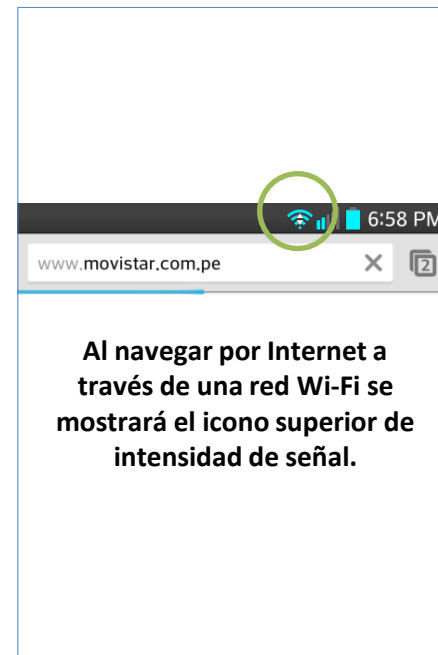 6:58 PM
www.movistar.com.pe
2
Al navegar por Internet a
través de una red Wi-Fi se
mostrará el icono superior de
intensidad de señal.